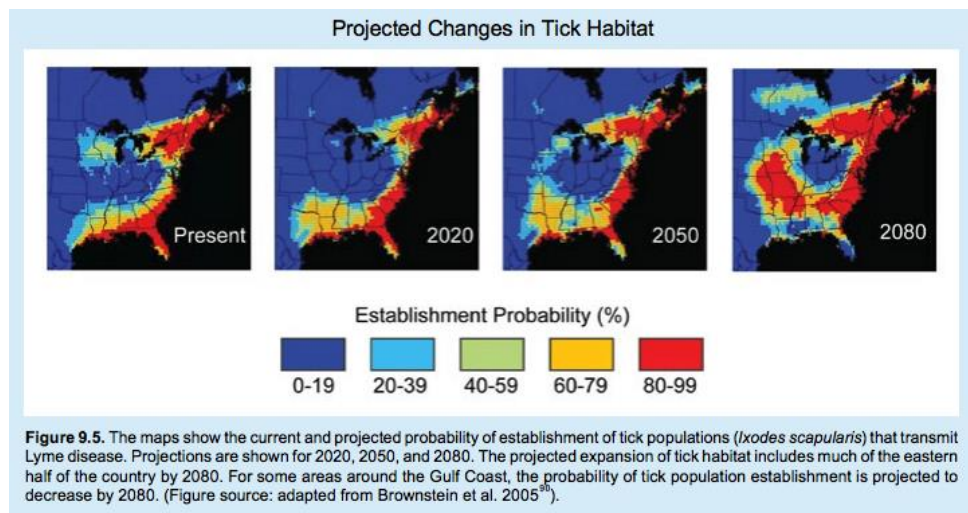 Projected Changes in Tick Habitat
Present
2020
2050
2080
Establishment Probability (%)
0-19
20-39
40-59
60-79
80-99
Figure 9.5. The maps show the current and projected probability of establishment of tick populations (Ixodes scapularis) that transmit
Lyme disease. Projections are shown for 2020, 2050, and 2080. The projected expansion of tick habitat includes much of the eastern
half of the country by 2080. For some areas around the Gulf Coast, the probability of tick population establishment is projected to
decrease by 2080. (Figure source: adapted from Brownstein et al. 2005⁹⁰).